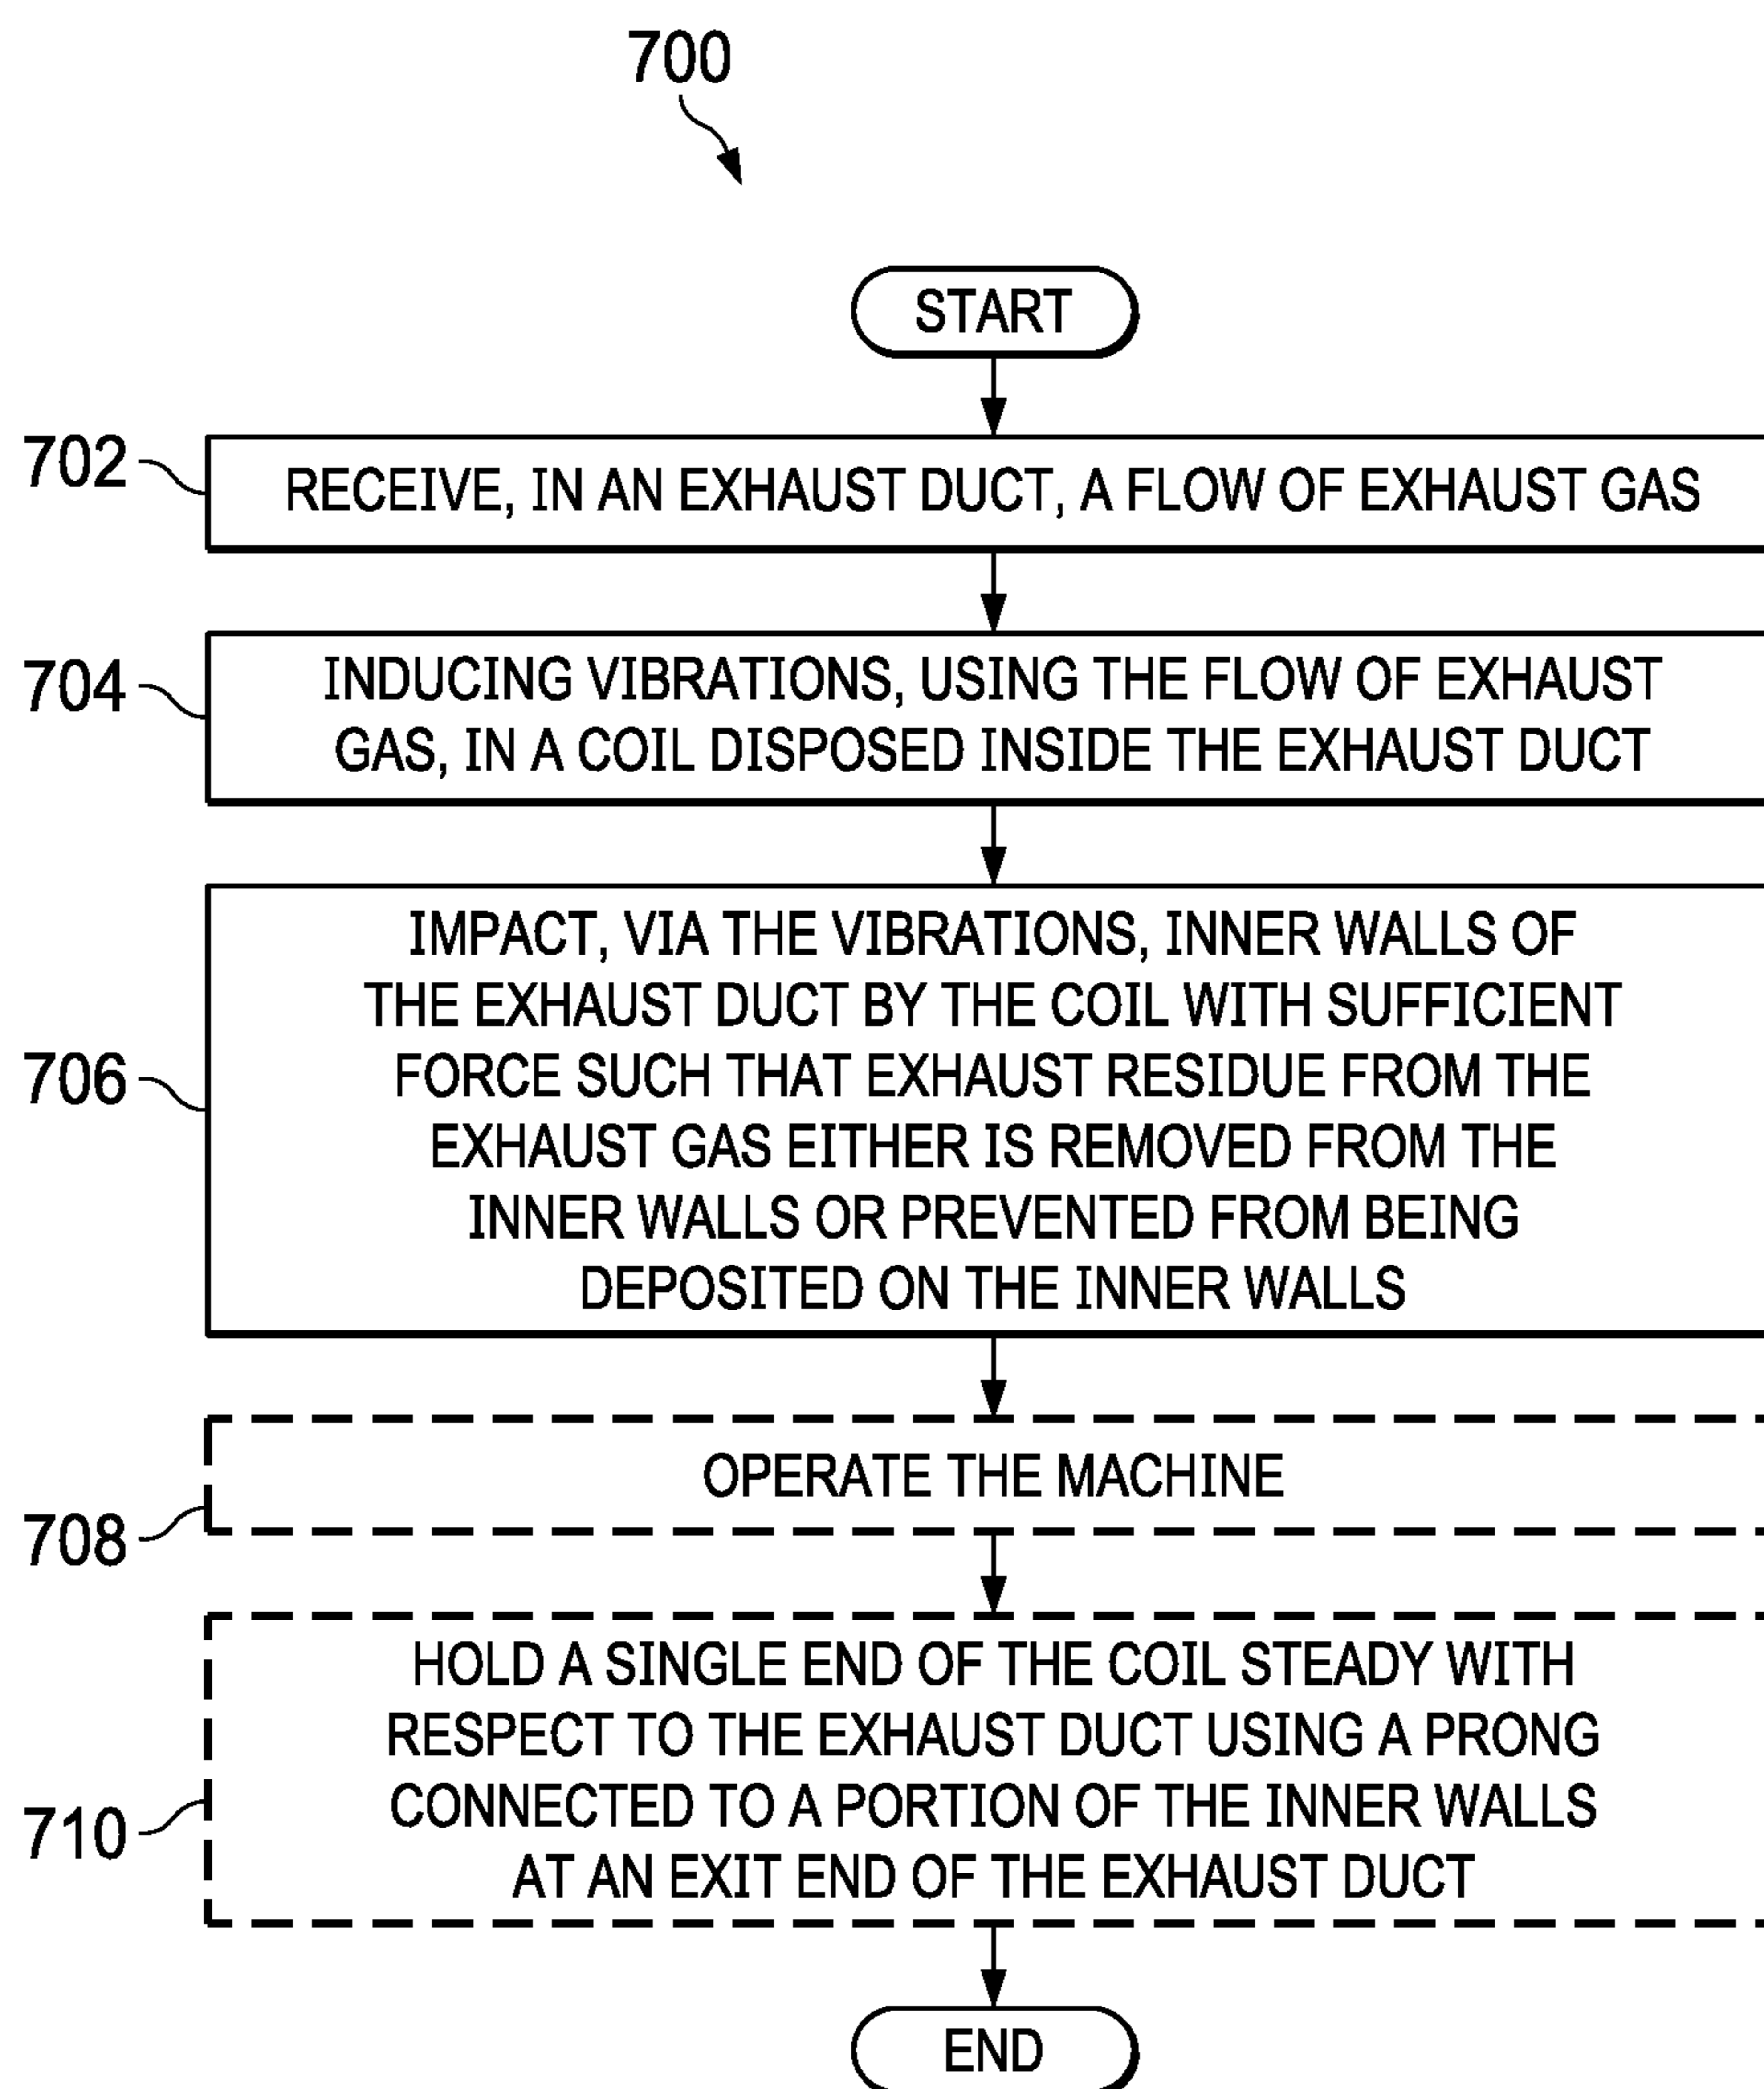 700
START
702
RECEIVE, IN AN EXHAUST DUCT, A FLOW OF EXHAUST GAS
704
INDUCING VIBRATIONS, USING THE FLOW OF EXHAUST
GAS, IN A COIL DISPOSED INSIDE THE EXHAUST DUCT
706
IMPACT, VIA THE VIBRATIONS, INNER WALLS OF
THE EXHAUST DUCT BY THE COIL WITH SUFFICIENT
FORCE SUCH THAT EXHAUST RESIDUE FROM THE
EXHAUST GAS EITHER IS REMOVED FROM THE
INNER WALLS OR PREVENTED FROM BEING
DEPOSITED ON THE INNER WALLS
708
OPERATE THE MACHINE
710
HOLD A SINGLE END OF THE COIL STEADY WITH
RESPECT TO THE EXHAUST DUCT USING A PRONG
CONNECTED TO A PORTION OF THE INNER WALLS
AT AN EXIT END OF THE EXHAUST DUCT
END